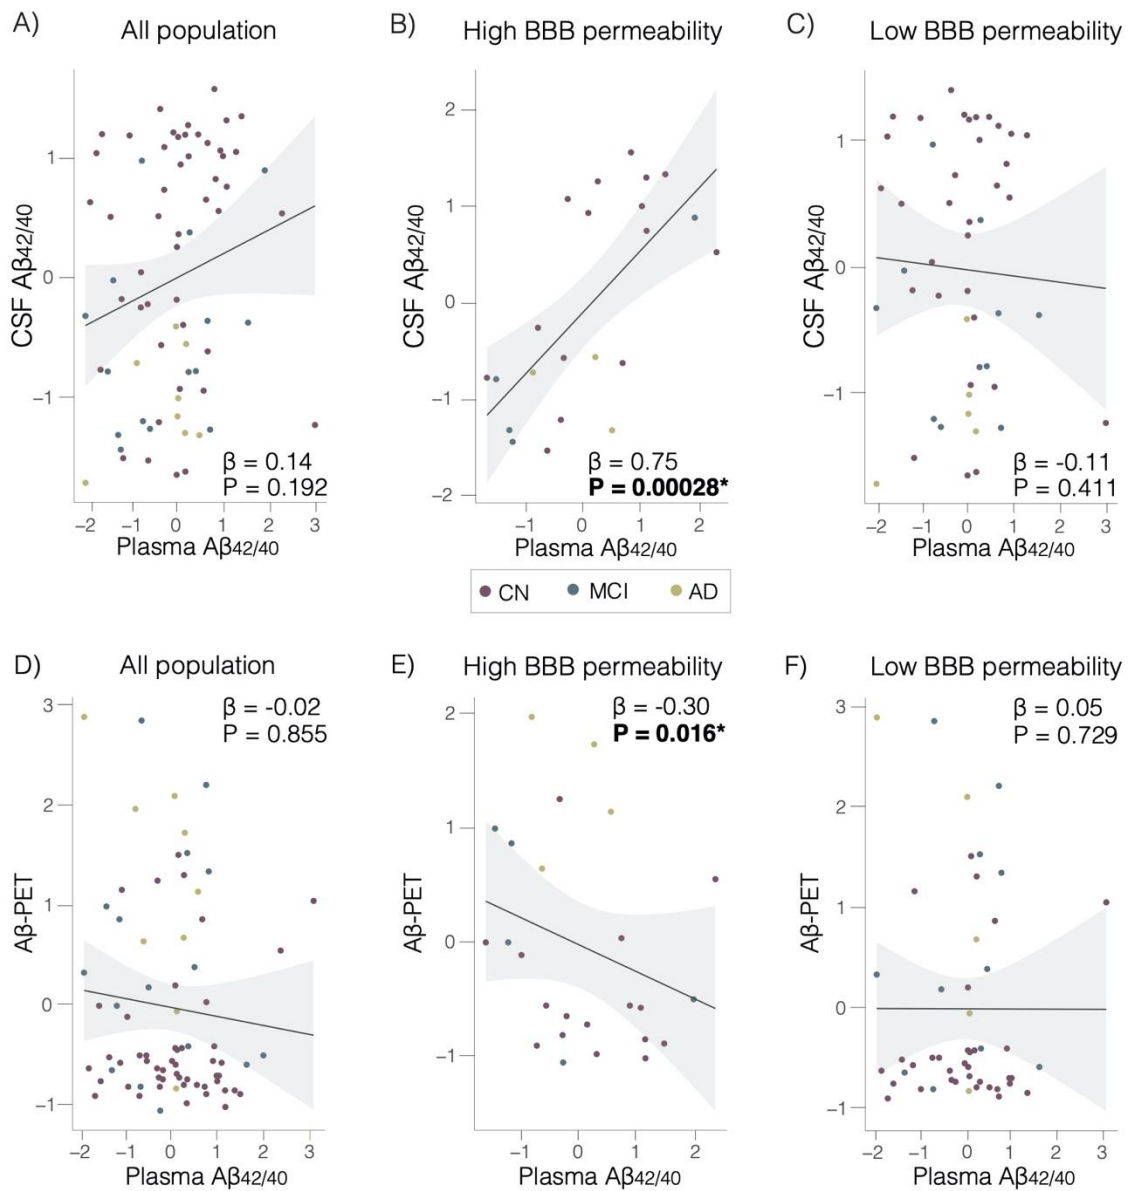 A) All population
1
0
−1
CSF Aβ42/40
β = 0.14
P = 0.192
−2 −1 0 1 2 3
Plasma Aβ42/40
B) High BBB permeability
2
1
0
−1
−2
CSF Aβ42/40
β = 0.75
P = 0.00028*
−1 0 1 2
Plasma Aβ42/40
C) Low BBB permeability
1
0
−1
CSF Aβ42/40
β = -0.11
P = 0.411
−2 −1 0 1 2 3
Plasma Aβ42/40
CN MCI AD
D) All population
3
2
1
0
−1
Aβ-PET
β = -0.02
P = 0.855
−2 −1 0 1 2 3
Plasma Aβ42/40
E) High BBB permeability
2
1
0
−1
Aβ-PET
β = -0.30
P = 0.016*
−1 0 1 2
Plasma Aβ42/40
F) Low BBB permeability
3
2
1
0
−1
Aβ-PET
β = 0.05
P = 0.729
−2 −1 0 1 2 3
Plasma Aβ42/40